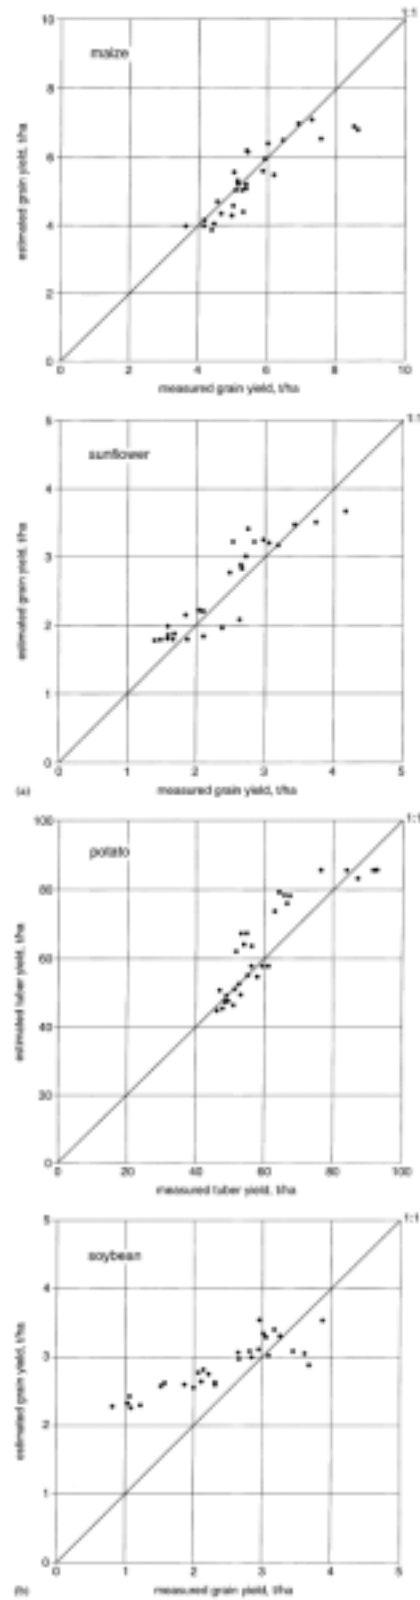 1:1
10
maize
8
6
4
2
0
0 2 4 6 8 10
estimated grain yield, t/ha
measured grain yield, t/ha
1:1
5
sunflower
4
3
2
1
0
0 1 2 3 4 5
estimated grain yield, t/ha
(a) measured grain yield, t/ha
1:1
100
potato
80
60
40
20
0
0 20 40 60 80 100
estimated tuber yield, t/ha
measured tuber yield, t/ha
1:1
5
soybean
4
3
2
1
0
0 1 2 3 4 5
estimated grain yield, t/ha
(b) measured grain yield, t/ha